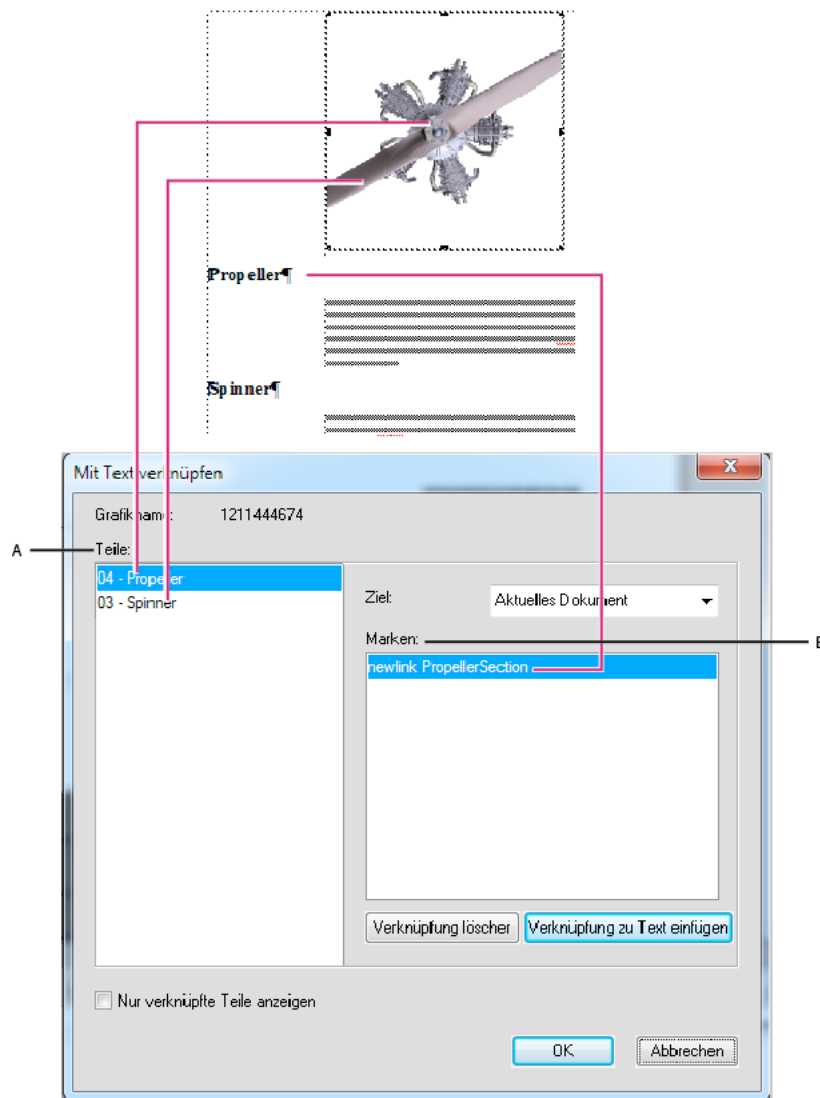 Propeller¶
Spinner¶
Mit Text verknüpfen
Grafikname: 1211444674
A
Teile:
04 - Propeller
03 - Spinner
Ziel: Aktuelles Dokument
Marken:
newlink PropellerSection
Verknüpfung löscher
Verknüpfung zu Text einfügen
Nur verknüpfte Teile anzeigen
OK
Abbrechen